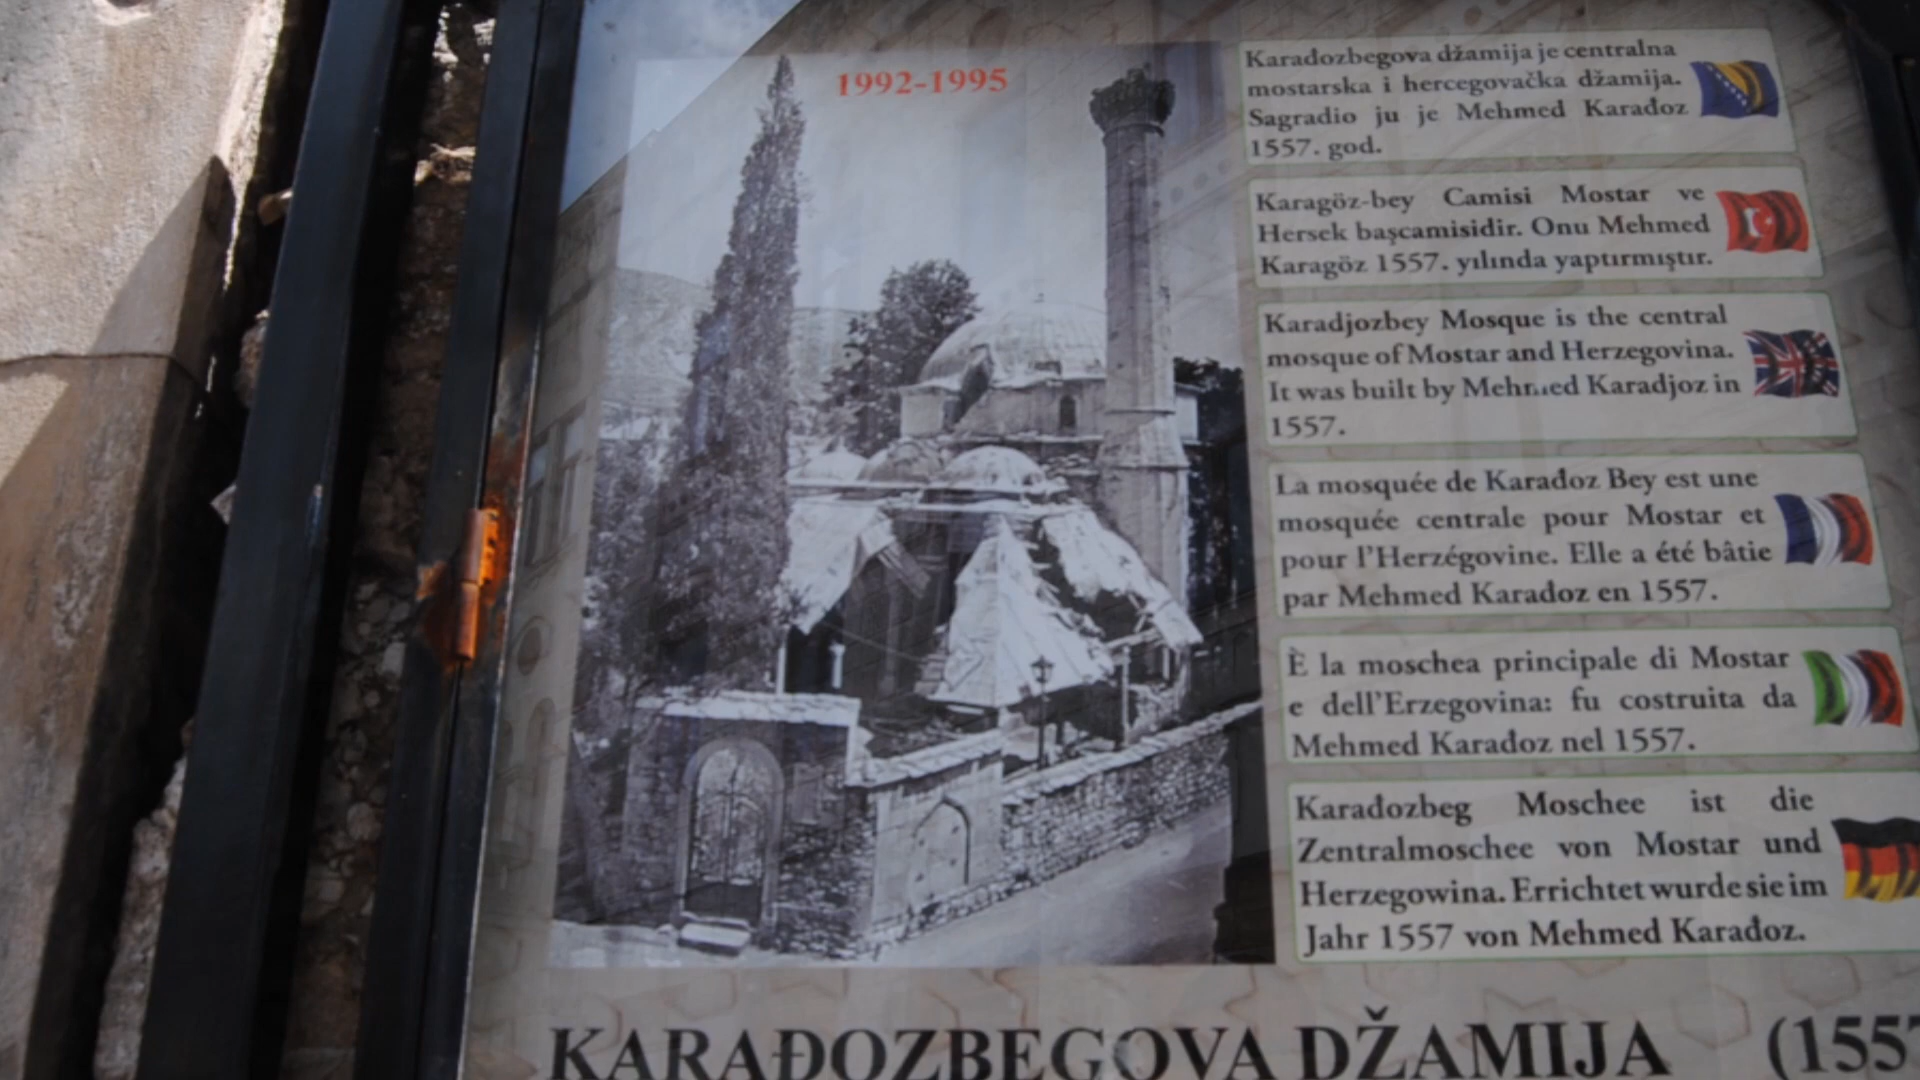 1992-1995
Karađozbegova džamija je centralna
mostarska i hercegovačka džamija.
Sagradio ju je Mehmed Karađoz
1557. god.
Karagöz-bey Camisi Mostar ve
Hersek başcamisidir. Onu Mehmed
Karagöz 1557. yılında yaptırmıştır.
Karadjozbey Mosque is the central
mosque of Mostar and Herzegovina.
It was built by Mehmed Karadjoz in
1557.
La mosquée de Karađoz Bey est une
mosquée centrale pour Mostar et
pour l'Herzégovine. Elle a été bâtie
par Mehmed Karađoz en 1557.
È la moschea principale di Mostar
e dell'Erzegovina: fu costruita da
Mehmed Karađoz nel 1557.
Karađozbeg Moschee ist die
Zentralmoschee von Mostar und
Herzegowina. Errichtet wurde sie im
Jahr 1557 von Mehmed Karađoz.
KARAĐOZBEGOVA DŽAMIJA (1557